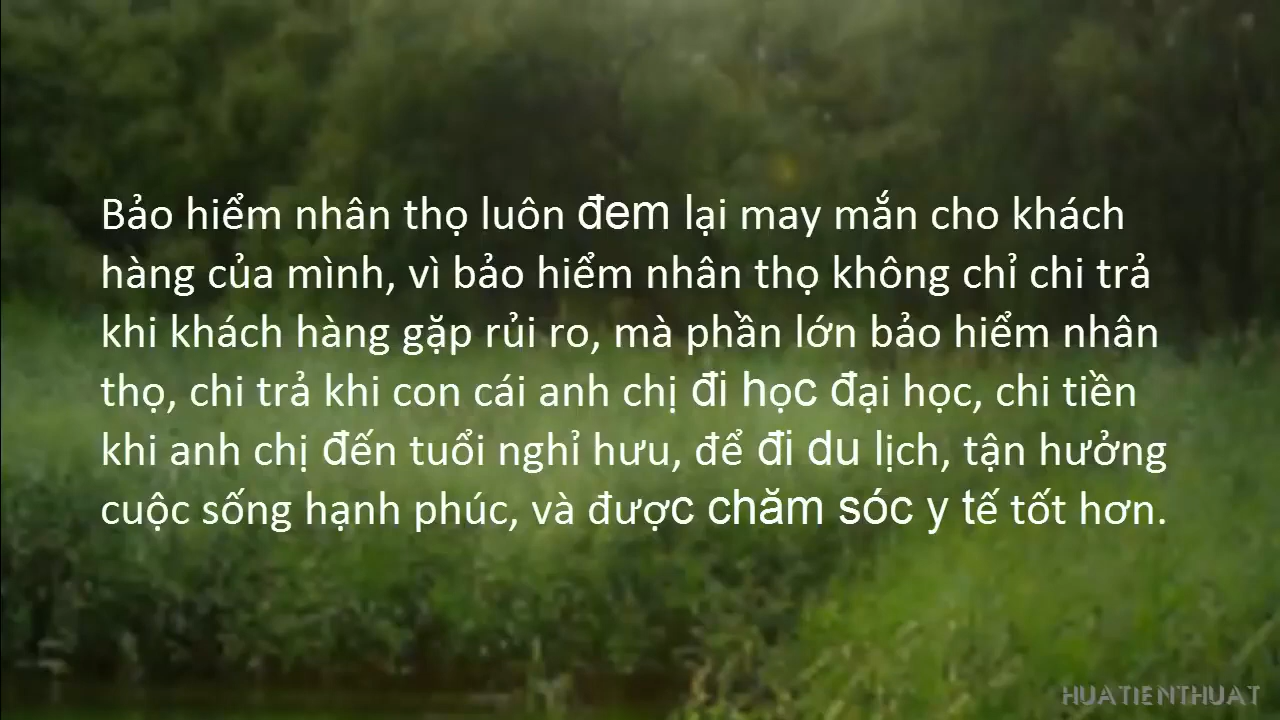 Bảo hiểm nhân thọ luôn đem lại may mắn cho khách
hàng của mình, vì bảo hiểm nhân thọ không chỉ chi trả
khi khách hàng gặp rủi ro, mà phần lớn bảo hiểm nhân
thọ, chi trả khi con cái anh chị đi học đại học, chi tiền
khi anh chị đến tuổi nghỉ hưu, để đi du lịch, tận hưởng
cuộc sống hạnh phúc, và được chăm sóc y tế tốt hơn.
HUATIENTHUAT